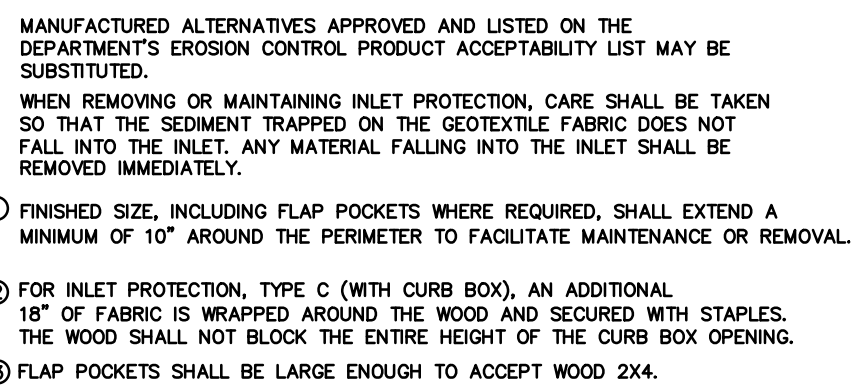 MANUFACTURED ALTERNATIVES APPROVED AND LISTED ON THE
DEPARTMENT'S EROSION CONTROL PRODUCT ACCEPTABILITY LIST MAY BE
SUBSTITUTED.
WHEN REMOVING OR MAINTAINING INLET PROTECTION, CARE SHALL BE TAKEN
SO THAT THE SEDIMENT TRAPPED ON THE GEOTEXTILE FABRIC DOES NOT
FALL INTO THE INLET. ANY MATERIAL FALLING INTO THE INLET SHALL BE
REMOVED IMMEDIATELY.
FINISHED SIZE, INCLUDING FLAP POCKETS WHERE REQUIRED, SHALL EXTEND A
MINIMUM OF 10" AROUND THE PERIMETER TO FACILITATE MAINTENANCE OR REMOVAL.
FOR INLET PROTECTION, TYPE C (WITH CURB BOX), AN ADDITIONAL
18" OF FABRIC IS WRAPPED AROUND THE WOOD AND SECURED WITH STAPLES.
THE WOOD SHALL NOT BLOCK THE ENTIRE HEIGHT OF THE CURB BOX OPENING.
FLAP POCKETS SHALL BE LARGE ENOUGH TO ACCEPT WOOD 2X4.